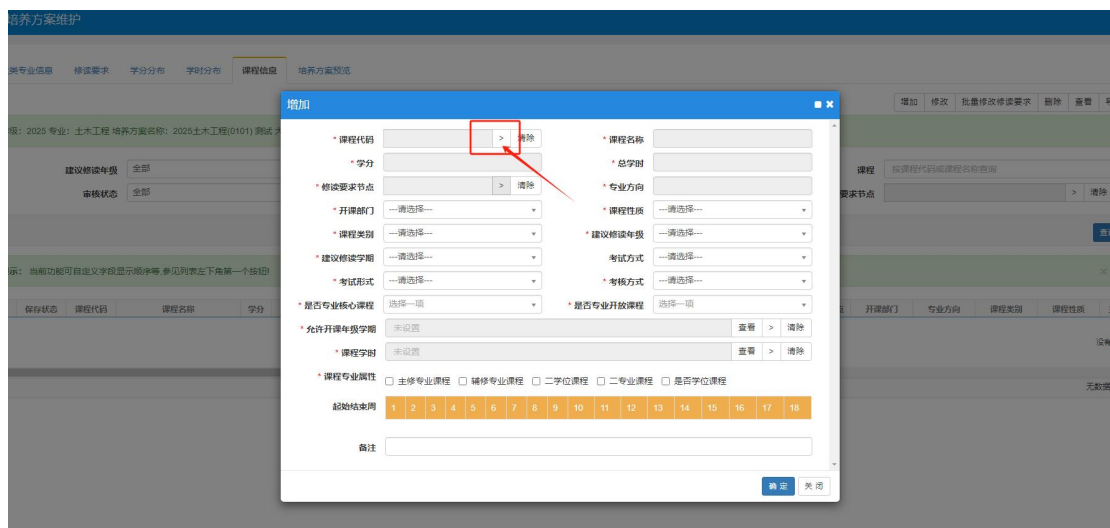 培养方案维护
类专业信息 修读要求 学分分布 学时分布 课程信息 培养方案预览
增加 修改 批量修改修读要求 删除 查看
级: 2025 专业: 土木工程 培养方案名称: 2025土木工程(0101) 测试
建议修读年级 全部
课程 按课程代码或课程名称查询
审核状态 全部
要求节点 > 清除
示: 当前功能可自定义字段显示顺序等,参见列表左下角第一个按钮!
保存状态 课程代码 课程名称 学分
开课部门 专业方向 课程类别 课程性质
无数据
增加
* 课程代码 > 清除 * 课程名称
* 学分 * 总学时
* 修读要求节点 > 清除 * 专业方向
* 开课部门 ---请选择--- * 课程性质 ---请选择---
* 课程类别 ---请选择--- * 建议修读年级 ---请选择---
* 建议修读学期 ---请选择--- 考试方式 ---请选择---
* 考试形式 ---请选择--- * 考核方式 ---请选择---
* 是否专业核心课程 选择一项 * 是否专业开放课程 选择一项
* 允许开课年级学期 未设置 查看 > 清除
* 课程学时 未设置 查看 > 清除
* 课程专业属性 主修专业课程 辅修专业课程 二学位课程 二专业课程 是否学位课程
起始结束周 1 2 3 4 5 6 7 8 9 10 11 12 13 14 15 16 17 18
备注
确定 关闭